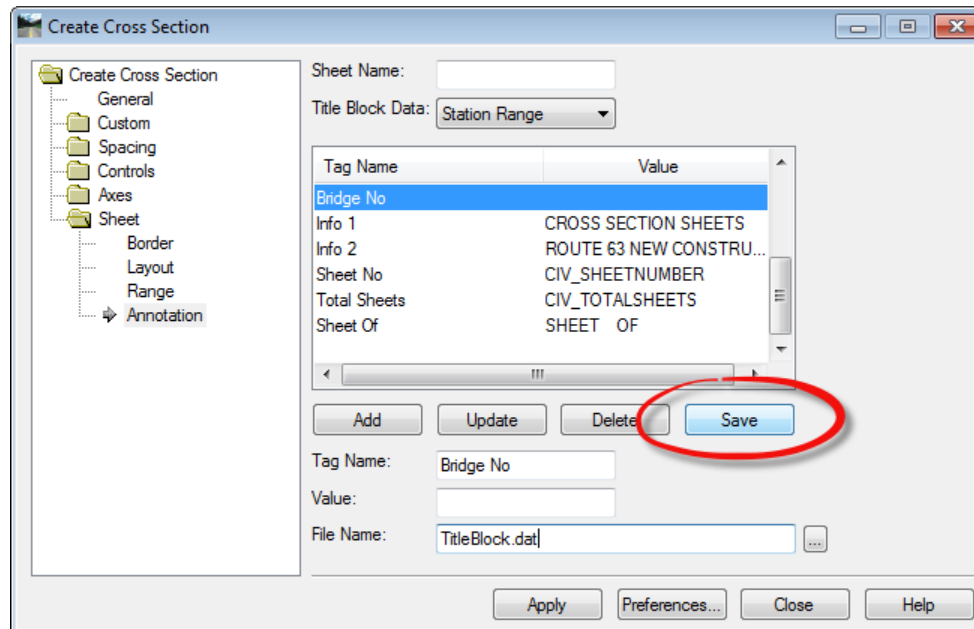 Create Cross Section
Create Cross Section
General
Custom
Spacing
Controls
Axes
Sheet
Border
Layout
Range
Annotation
Sheet Name:
Title Block Data: Station Range
Tag Name Value
Bridge No
Info 1 CROSS SECTION SHEETS
Info 2 ROUTE 63 NEW CONSTRU...
Sheet No CIV_SHEETNUMBER
Total Sheets CIV_TOTALSHEETS
Sheet Of SHEET OF
Add Update Delete Save
Tag Name: Bridge No
Value:
File Name: TitleBlock.dat ...
Apply Preferences... Close Help